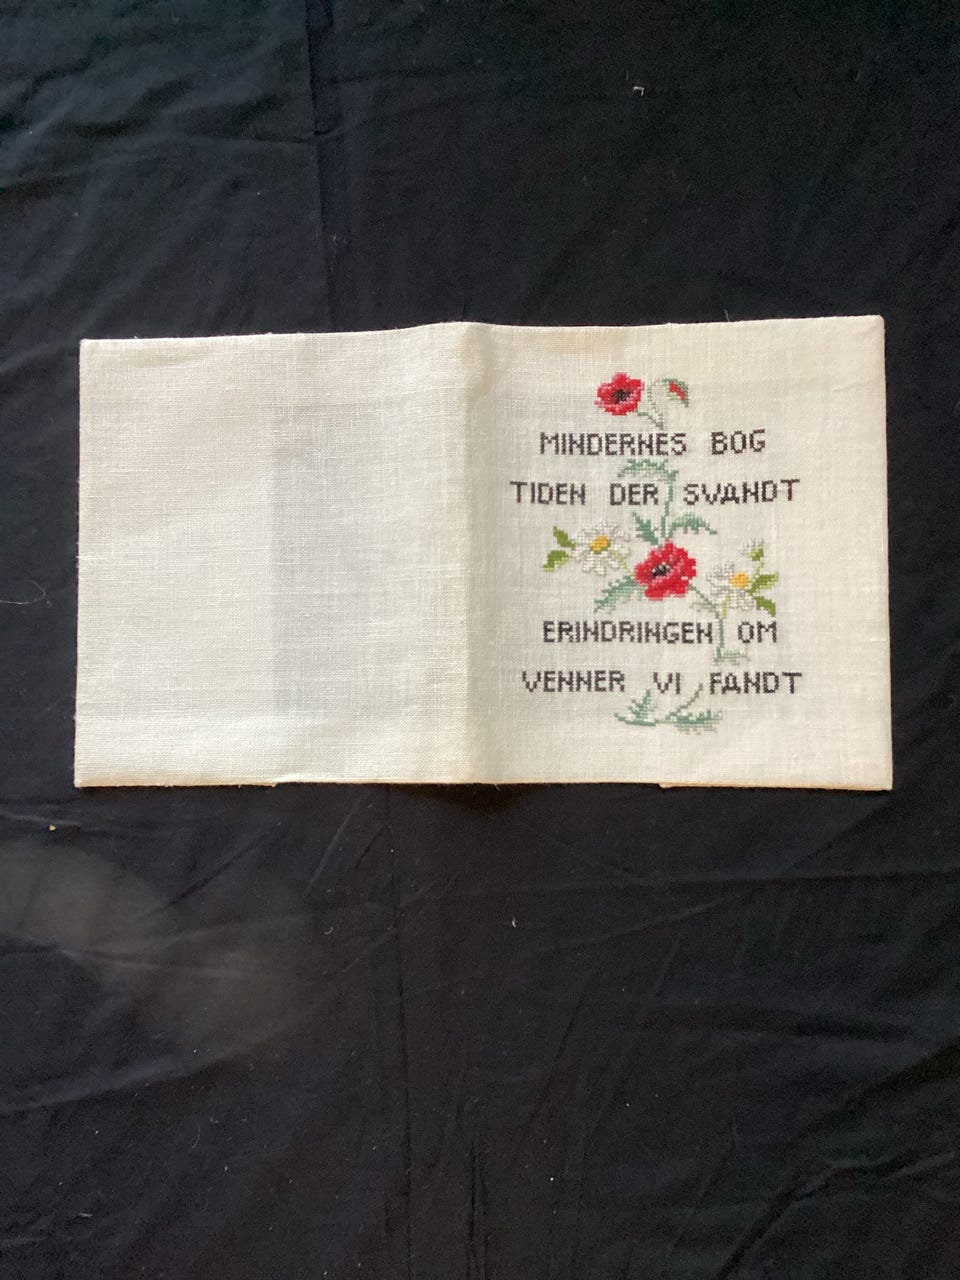 MINDERNES BOG
TIDEN DER SVANDT
ERINDRINGEN OM
VENNER VI FANDT